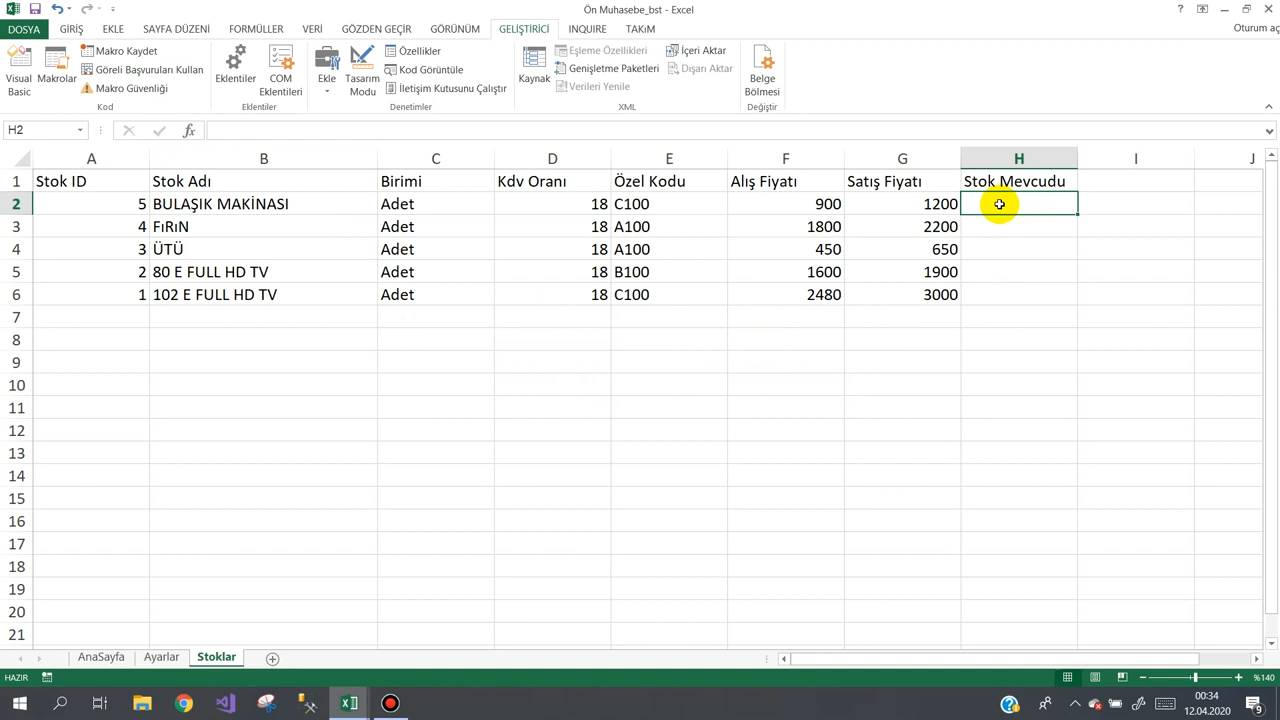 Ön Muhasebe_bst - Excel
DOSYA GİRİŞ EKLE SAYFA DÜZENİ FORMÜLLER VERİ GÖZDEN GEÇİR GÖRÜNÜM GELİŞTİRİCİ INQUIRE TAKıM Oturum aç
Visual Basic
Makrolar
Makro Kaydet
Göreli Başvuruları Kullan
Makro Güvenliği
Kod
Eklentiler
COM Eklentileri
Eklentiler
Ekle
Tasarım Modu
Özellikler
Kod Görüntüle
İletişim Kutusunu Çalıştır
Denetimler
Kaynak
Eşleme Özellikleri
Genişletme Paketleri
Verileri Yenile
İçeri Aktar
Dışarı Aktar
XML
Belge Bölmesi
Değiştir
H2 fx
A B C D E F G H I J
1 Stok ID Stok Adı Birimi Kdv Oranı Özel Kodu Alış Fiyatı Satış Fiyatı Stok Mevcudu
2 5 BULAŞIK MAKİNASI Adet 18 C100 900 1200
3 4 FıRıN Adet 18 A100 1800 2200
4 3 ÜTÜ Adet 18 A100 450 650
5 2 80 E FULL HD TV Adet 18 B100 1600 1900
6 1 102 E FULL HD TV Adet 18 C100 2480 3000
7
8
9
10
11
12
13
14
15
16
17
18
19
20
21
AnaSayfa Ayarlar Stoklar
HAZIR %140
00:34
12.04.2020
9